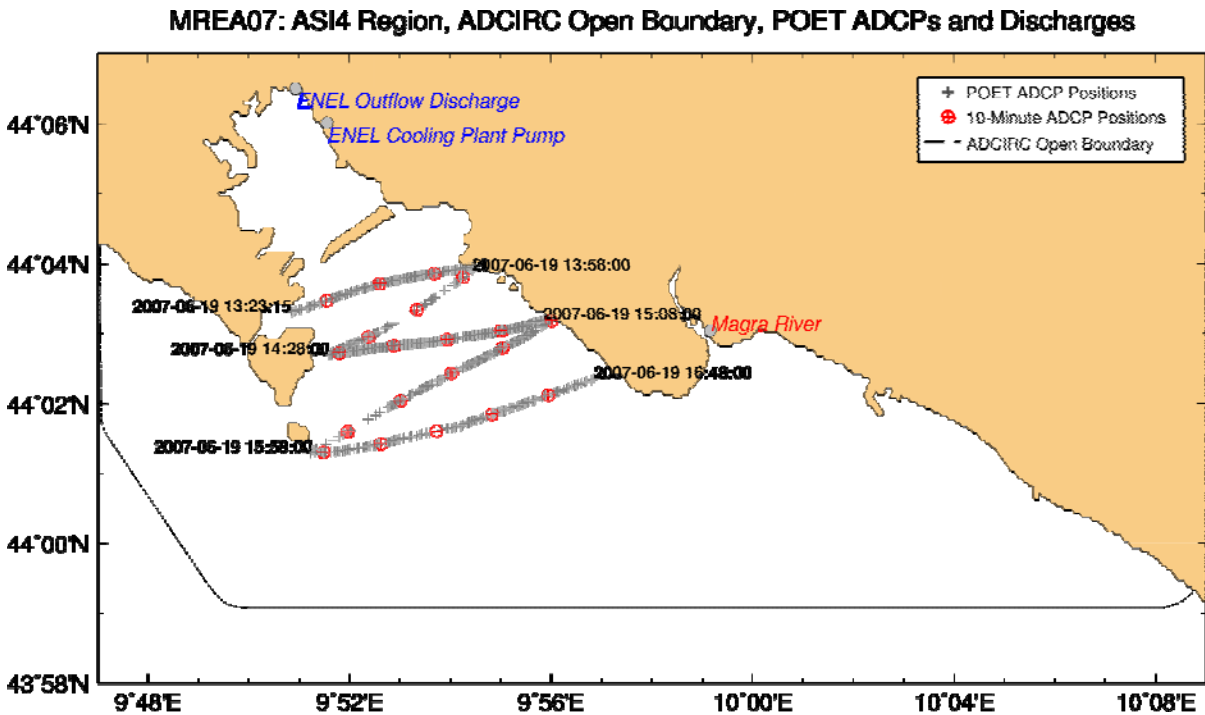 MREA07: ASI4 Region, ADCIRC Open Boundary, POET ADCPs and Discharges
ENEL Outflow Discharge
ENEL Cooling Plant Pump
POET ADCP Positions
10-Minute ADCP Positions
ADCIRC Open Boundary
44°06'N
44°04'N
44°02'N
44°00'N
43°58'N
2007-06-19 13:58:00
2007-06-19 13:23:15
2007-06-19 15:08:00
Magra River
2007-06-19 14:28:00
2007-06-19 16:48:00
2007-06-19 15:58:00
9°48'E
9°52'E
9°56'E
10°00'E
10°04'E
10°08'E